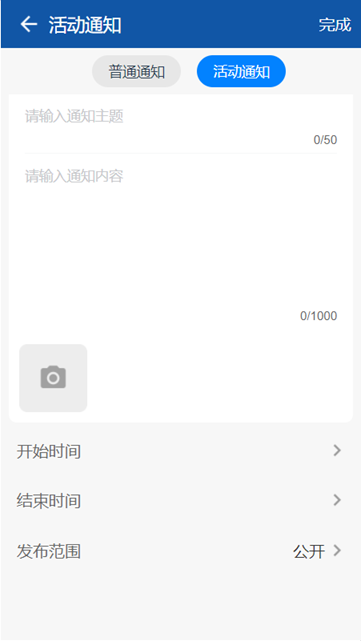 活动通知 完成
普通通知 活动通知
请输入通知主题
0/50
请输入通知内容
0/1000
开始时间
结束时间
发布范围 公开